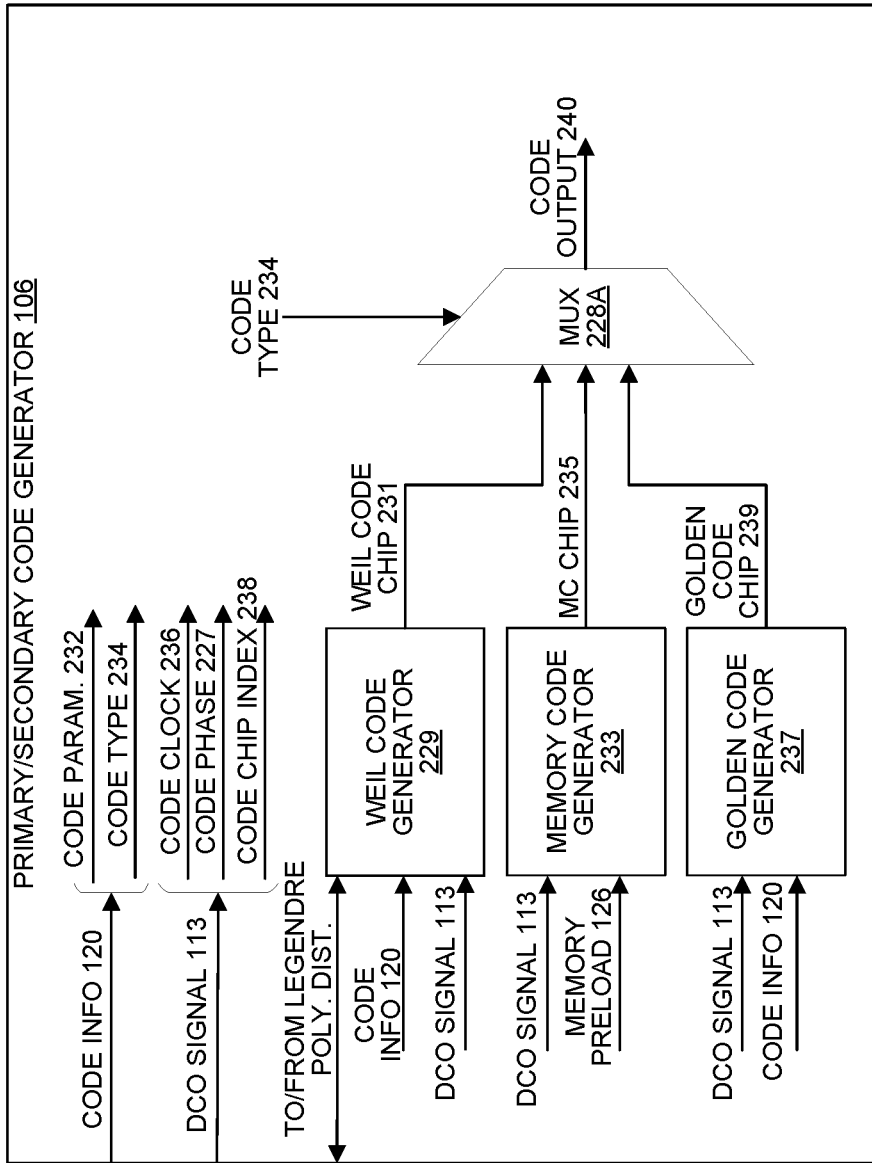 PRIMARY/SECONDARY CODE GENERATOR 106
CODE INFO 120
CODE PARAM. 232
CODE TYPE 234
DCO SIGNAL 113
CODE CLOCK 236
CODE PHASE 227
CODE CHIP INDEX 238
TO/FROM LEGENDRE
POLY. DIST.
CODE
INFO 120
DCO SIGNAL 113
WEIL CODE
GENERATOR
229
WEIL CODE
CHIP 231
DCO SIGNAL 113
MEMORY
PRELOAD 126
MEMORY CODE
GENERATOR
233
MC CHIP 235
DCO SIGNAL 113
CODE INFO 120
GOLDEN CODE
GENERATOR
237
GOLDEN
CODE
CHIP 239
CODE
TYPE 234
MUX
228A
CODE
OUTPUT 240